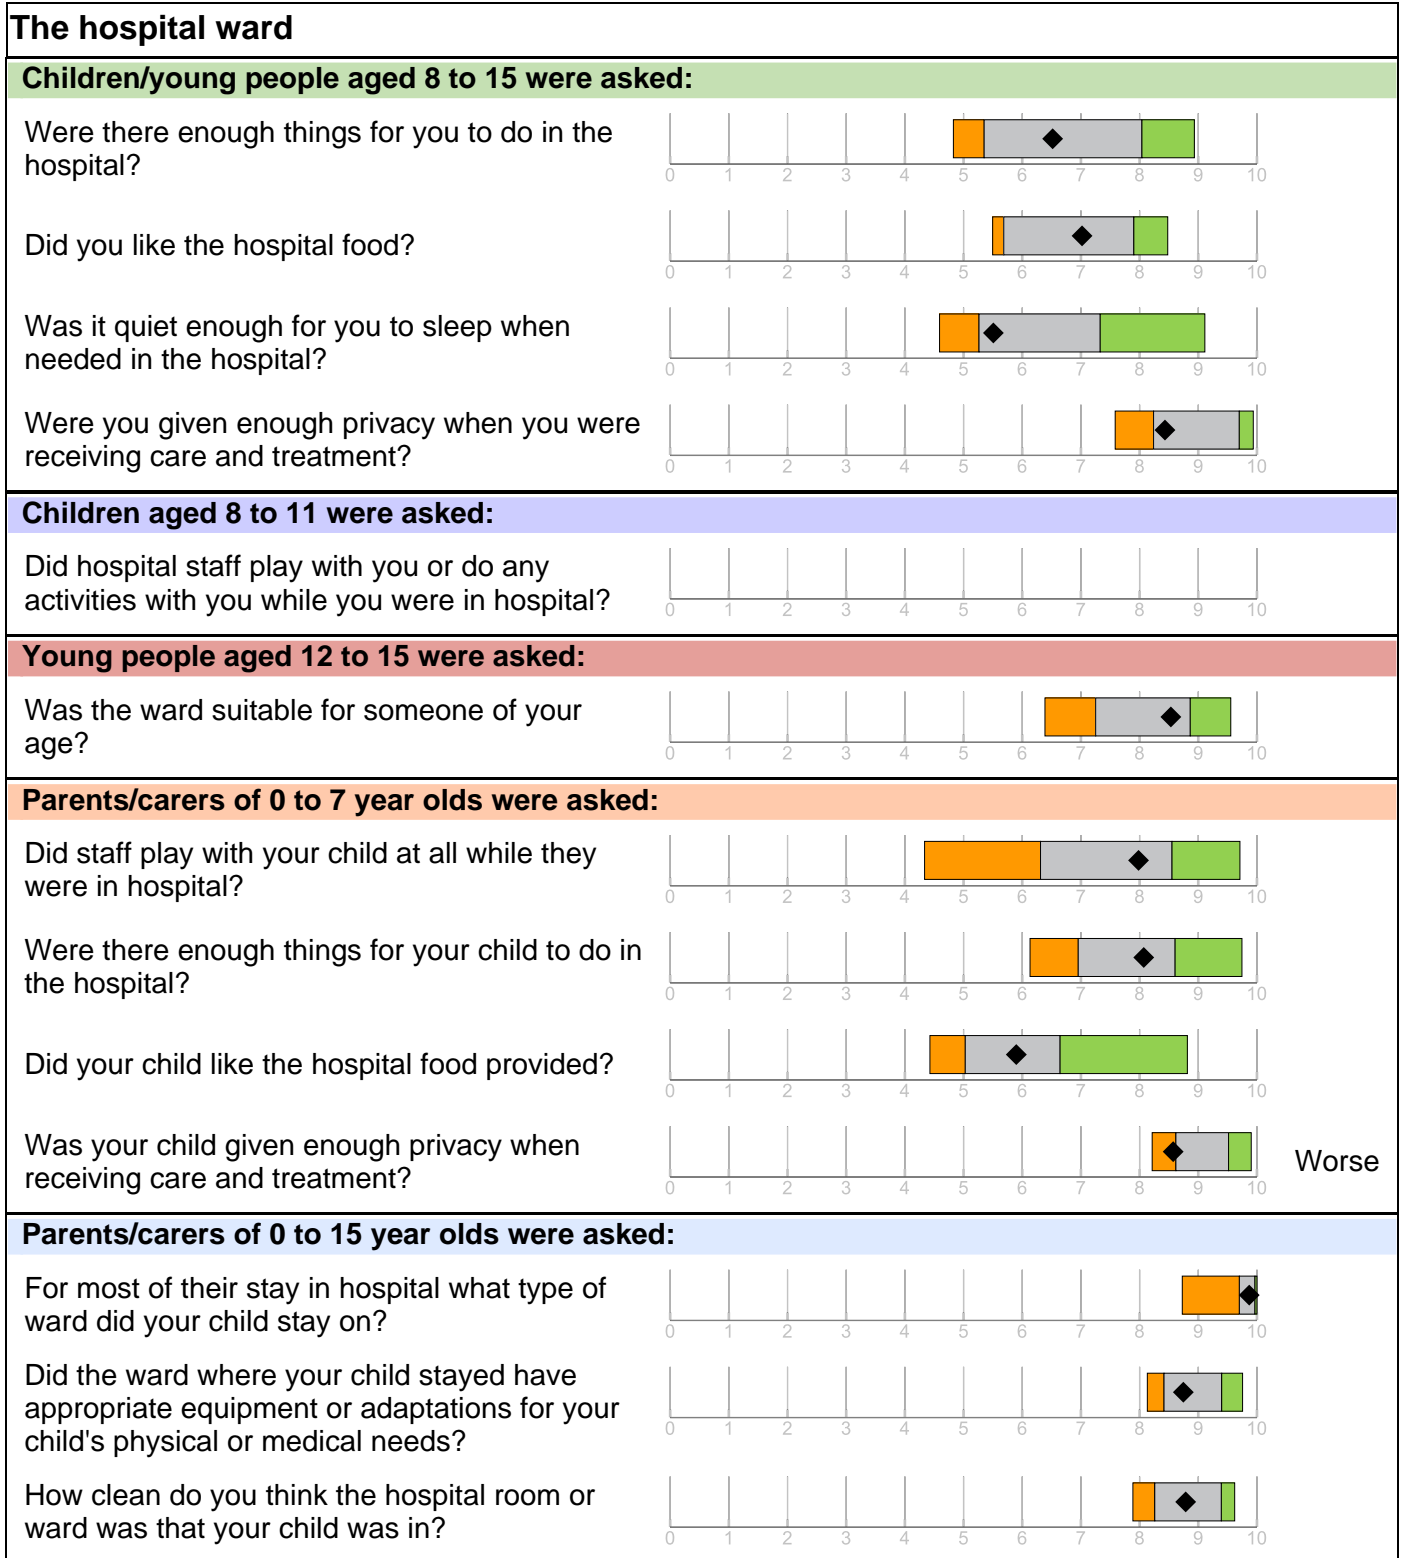 The hospital ward
Children/young people aged 8 to 15 were asked:
Were there enough things for you to do in the
hospital?
0 1 2 3 4 5 6 7 8 9 10
Did you like the hospital food?
0 1 2 3 4 5 6 7 8 9 10
Was it quiet enough for you to sleep when
needed in the hospital?
0 1 2 3 4 5 6 7 8 9 10
Were you given enough privacy when you were
receiving care and treatment?
0 1 2 3 4 5 6 7 8 9 10
Children aged 8 to 11 were asked:
Did hospital staff play with you or do any
activities with you while you were in hospital?
0 1 2 3 4 5 6 7 8 9 10
Young people aged 12 to 15 were asked:
Was the ward suitable for someone of your
age?
0 1 2 3 4 5 6 7 8 9 10
Parents/carers of 0 to 7 year olds were asked:
Did staff play with your child at all while they
were in hospital?
0 1 2 3 4 5 6 7 8 9 10
Were there enough things for your child to do in
the hospital?
0 1 2 3 4 5 6 7 8 9 10
Did your child like the hospital food provided?
0 1 2 3 4 5 6 7 8 9 10
Was your child given enough privacy when
receiving care and treatment?
0 1 2 3 4 5 6 7 8 9 10
Worse
Parents/carers of 0 to 15 year olds were asked:
For most of their stay in hospital what type of
ward did your child stay on?
0 1 2 3 4 5 6 7 8 9 10
Did the ward where your child stayed have
appropriate equipment or adaptations for your
child's physical or medical needs?
0 1 2 3 4 5 6 7 8 9 10
How clean do you think the hospital room or
ward was that your child was in?
0 1 2 3 4 5 6 7 8 9 10